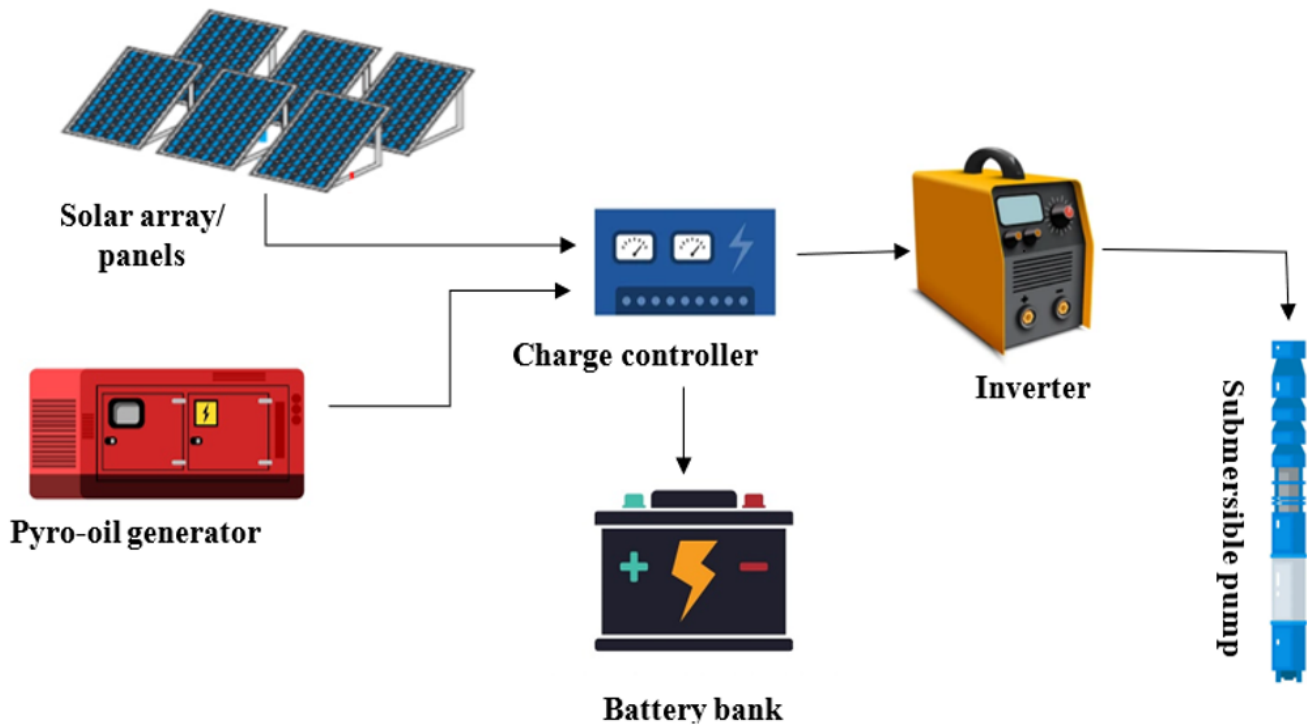 Solar array/
panels
Charge controller
Inverter
Submersible pump
Pyro-oil generator
Battery bank